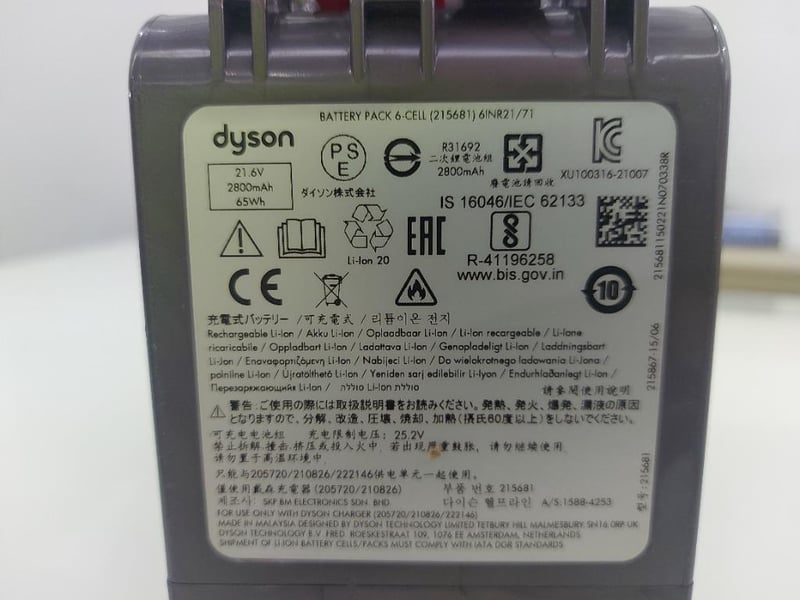 BATTERY PACK 6-CELL (215681) 6INR21/71
dyson
21.6V
2800mAh
65Wh
PS
E
ダイソン株式会社
R31692
二次鋰電池組
2800mAh
廢電池請回收
XU100316-21007
IS 16046/IEC 62133
R-41196258
www.bis.gov.in
Li-Ion 20
EAC
CE
10
215681150221N070338R
充電式バッテリー /可充電式 / 리튬이온 전지
Rechargeable Li-Ion / Akku Li-Ion / Oplaadbaar Li-Ion / Li-Ion recargeable / Li-Ione
ricaricabile / Oppladbart Li-Ion / Ladattava Li-Ion / Genopladeligt Li-Ion / Laddningsbart
Li-Jon / Επαναφορτιζόμενη Li-Ion / Nabíjecí Li-Ion / Do wielokrotnego ładowania Li-Jona /
polnilne Li-Ion / Újratölthető Li-Ion / Yeniden şarj edilebilir Li-Iyon / Endurhlaðanlegt Li-Ion /
Перезаряжающийся Li-Ion / סוללה Li-Ion סוללת
請參閱使用說明
215867-15/06
警告:ご使用の際には取扱説明書をお読みください。発熱、発火、爆発、漏液の原因
となりますので、分解、改造、圧壊、焼却、加熱(摂氏60度以上)をしないでください。
可充电电池组 充电限制电压: 25.2V
禁止拆解、撞击、挤压或投入火中. 若出现严重鼓胀, 请勿继续使用.
请勿置于高温环境中.
只能与205720/210826/222146供电单元一起使用。
僅使用戴森充電器 (205720/210826)
부품 번호 215681
制造商: SKP BM ELECTRONICS SDN. BHD
다이슨 헬프라인 A/S:1588-4253
型号: 215681
FOR USE ONLY WITH DYSON CHARGER (205720/210826/222146)
MADE IN MALAYSIA DESIGNED BY DYSON TECHNOLOGY LIMITED TETBURY HILL MALMESBURY SN16 0RP UK
DYSON TECHNOLOGY B.V. FRED. ROESKESTRAAT 109, 1076 EE AMSTERDAM, NETHERLANDS
SHIPMENT OF LI-ION BATTERY CELLS/PACKS MUST COMPLY WITH IATA DGR STANDARDS